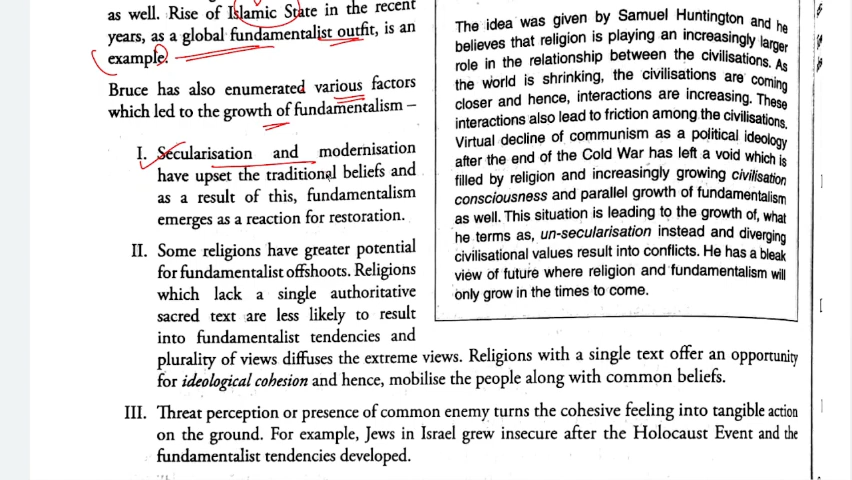 as well. Rise of Islamic State in the recent
years, as a global fundamentalist outfit, is an
example.
Bruce has also enumerated various factors
which led to the growth of fundamentalism –
I. Secularisation and modernisation
have upset the traditional beliefs and
as a result of this, fundamentalism
emerges as a reaction for restoration.
II. Some religions have greater potential
for fundamentalist offshoots. Religions
which lack a single authoritative
sacred text are less likely to result
into fundamentalist tendencies and
plurality of views diffuses the extreme views. Religions with a single text offer an opportunity
for ideological cohesion and hence, mobilise the people along with common beliefs.
III. Threat perception or presence of common enemy turns the cohesive feeling into tangible action
on the ground. For example, Jews in Israel grew insecure after the Holocaust Event and the
fundamentalist tendencies developed.
The idea was given by Samuel Huntington and he
believes that religion is playing an increasingly larger
role in the relationship between the civilisations. As
the world is shrinking, the civilisations are coming
closer and hence, interactions are increasing. These
interactions also lead to friction among the civilisations.
Virtual decline of communism as a political ideology
after the end of the Cold War has left a void which is
filled by religion and increasingly growing civilisation
consciousness and parallel growth of fundamentalism
as well. This situation is leading to the growth of, what
he terms as, un-secularisation instead and diverging
civilisational values result into conflicts. He has a bleak
view of future where religion and fundamentalism will
only grow in the times to come.